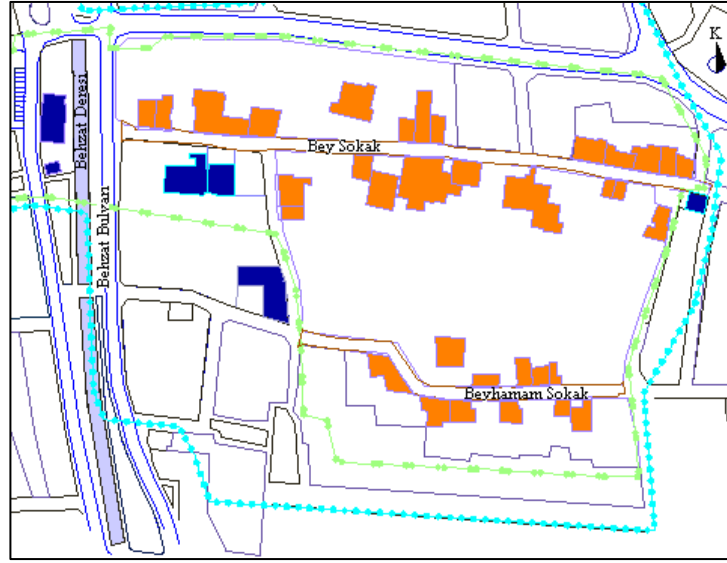 K
Behzat Deresi
Bey Sokak
Behzat Bulvarı
Beyhamam Sokak